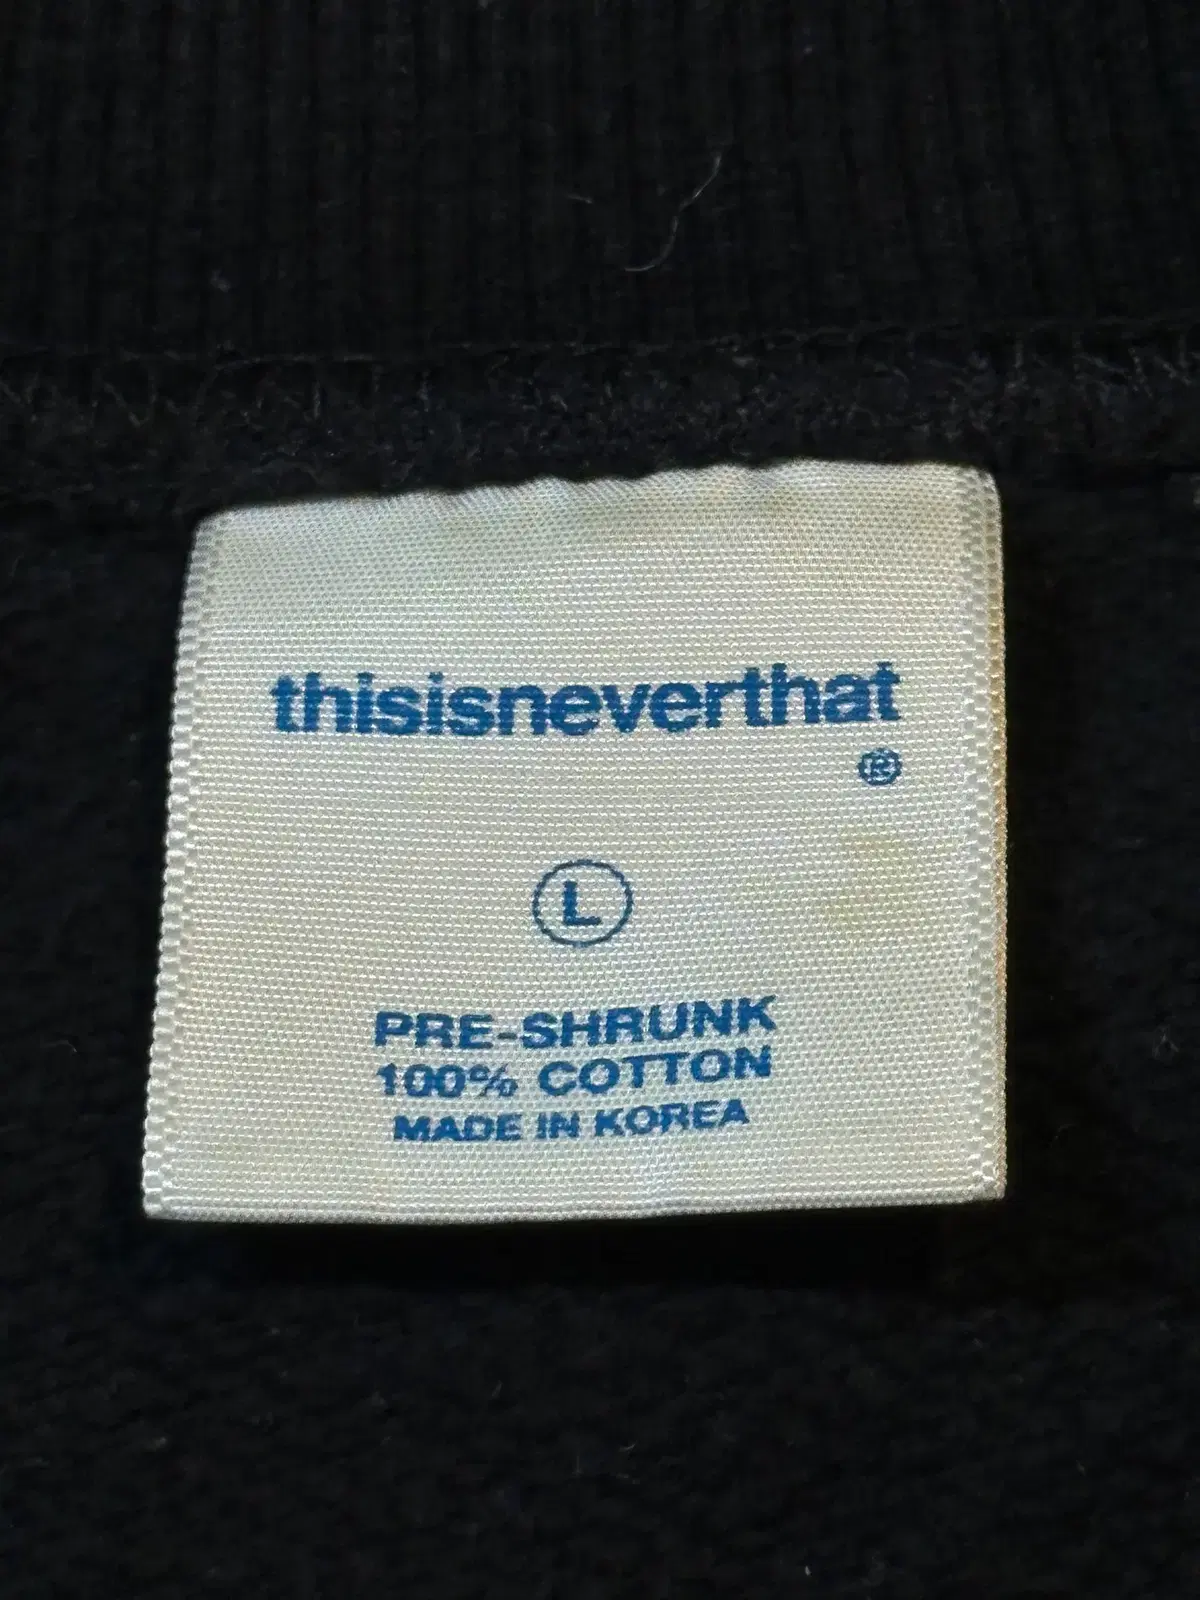 thisisneverthat
®
L
PRE-SHRUNK
100% COTTON
MADE IN KOREA